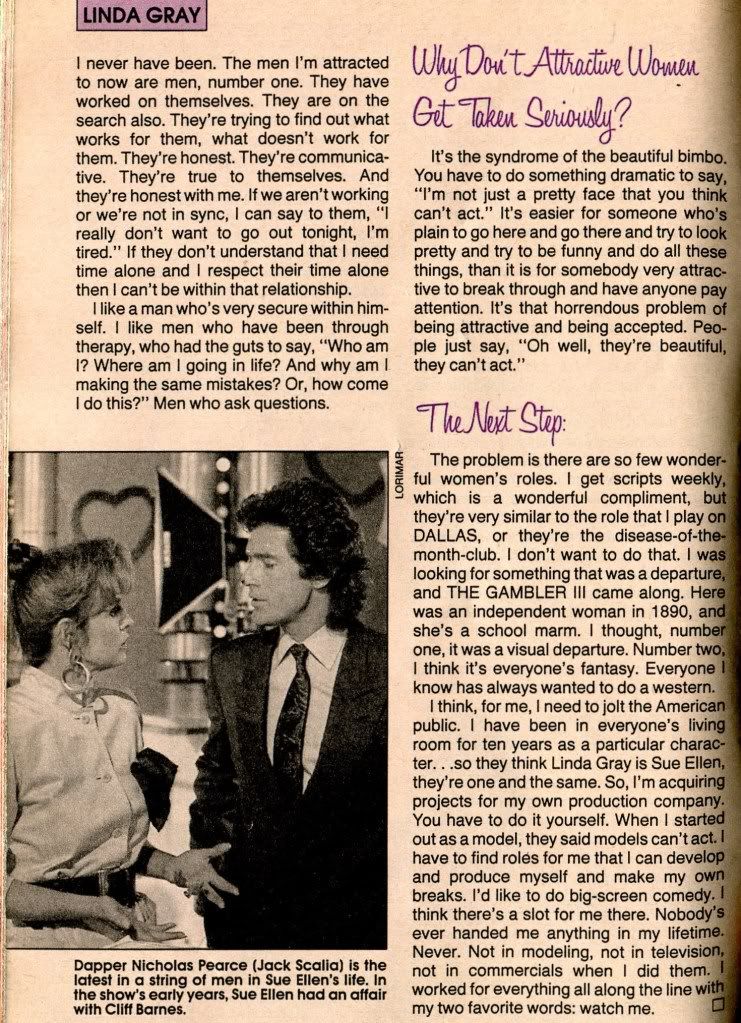 LINDA GRAY
I never have been. The men I'm attracted
to now are men, number one. They have
worked on themselves. They are on the
search also. They're trying to find out what
works for them, what doesn't work for
them. They're honest. They're communica-
tive. They're true to themselves. And
they're honest with me. If we aren't working
or we're not in sync, I can say to them, "I
really don't want to go out tonight, I'm
tired." If they don't understand that I need
time alone and I respect their time alone
then I can't be within that relationship.
I like a man who's very secure within him-
self. I like men who have been through
therapy, who had the guts to say, "Who am
I? Where am I going in life? And why am I
making the same mistakes? Or, how come
I do this?" Men who ask questions.
LORIMAR
Dapper Nicholas Pearce (Jack Scalia) is the
latest in a string of men in Sue Ellen's life. In
the show's early years, Sue Ellen had an affair
with Cliff Barnes.
Why Don't Attractive Women
Get Taken Seriously?
It's the syndrome of the beautiful bimbo.
You have to do something dramatic to say,
"I'm not just a pretty face that you think
can't act." It's easier for someone who's
plain to go here and go there and try to look
pretty and try to be funny and do all these
things, than it is for somebody very attrac-
tive to break through and have anyone pay
attention. It's that horrendous problem of
being attractive and being accepted. Peo-
ple just say, "Oh well, they're beautiful,
they can't act."
The Next Step:
The problem is there are so few wonder-
ful women's roles. I get scripts weekly,
which is a wonderful compliment, but
they're very similar to the role that I play on
DALLAS, or they're the disease-of-the-
month-club. I don't want to do that. I was
looking for something that was a departure,
and THE GAMBLER III came along. Here
was an independent woman in 1890, and
she's a school marm. I thought, number
one, it was a visual departure. Number two,
I think it's everyone's fantasy. Everyone I
know has always wanted to do a western.
I think, for me, I need to jolt the American
public. I have been in everyone's living
room for ten years as a particular charac-
ter. . .so they think Linda Gray is Sue Ellen,
they're one and the same. So, I'm acquiring
projects for my own production company.
You have to do it yourself. When I started
out as a model, they said models can't act. I
have to find roles for me that I can develop
and produce myself and make my own
breaks. I'd like to do big-screen comedy. I
think there's a slot for me there. Nobody's
ever handed me anything in my lifetime.
Never. Not in modeling, not in television,
not in commercials when I did them. I
worked for everything all along the line with
my two favorite words: watch me.